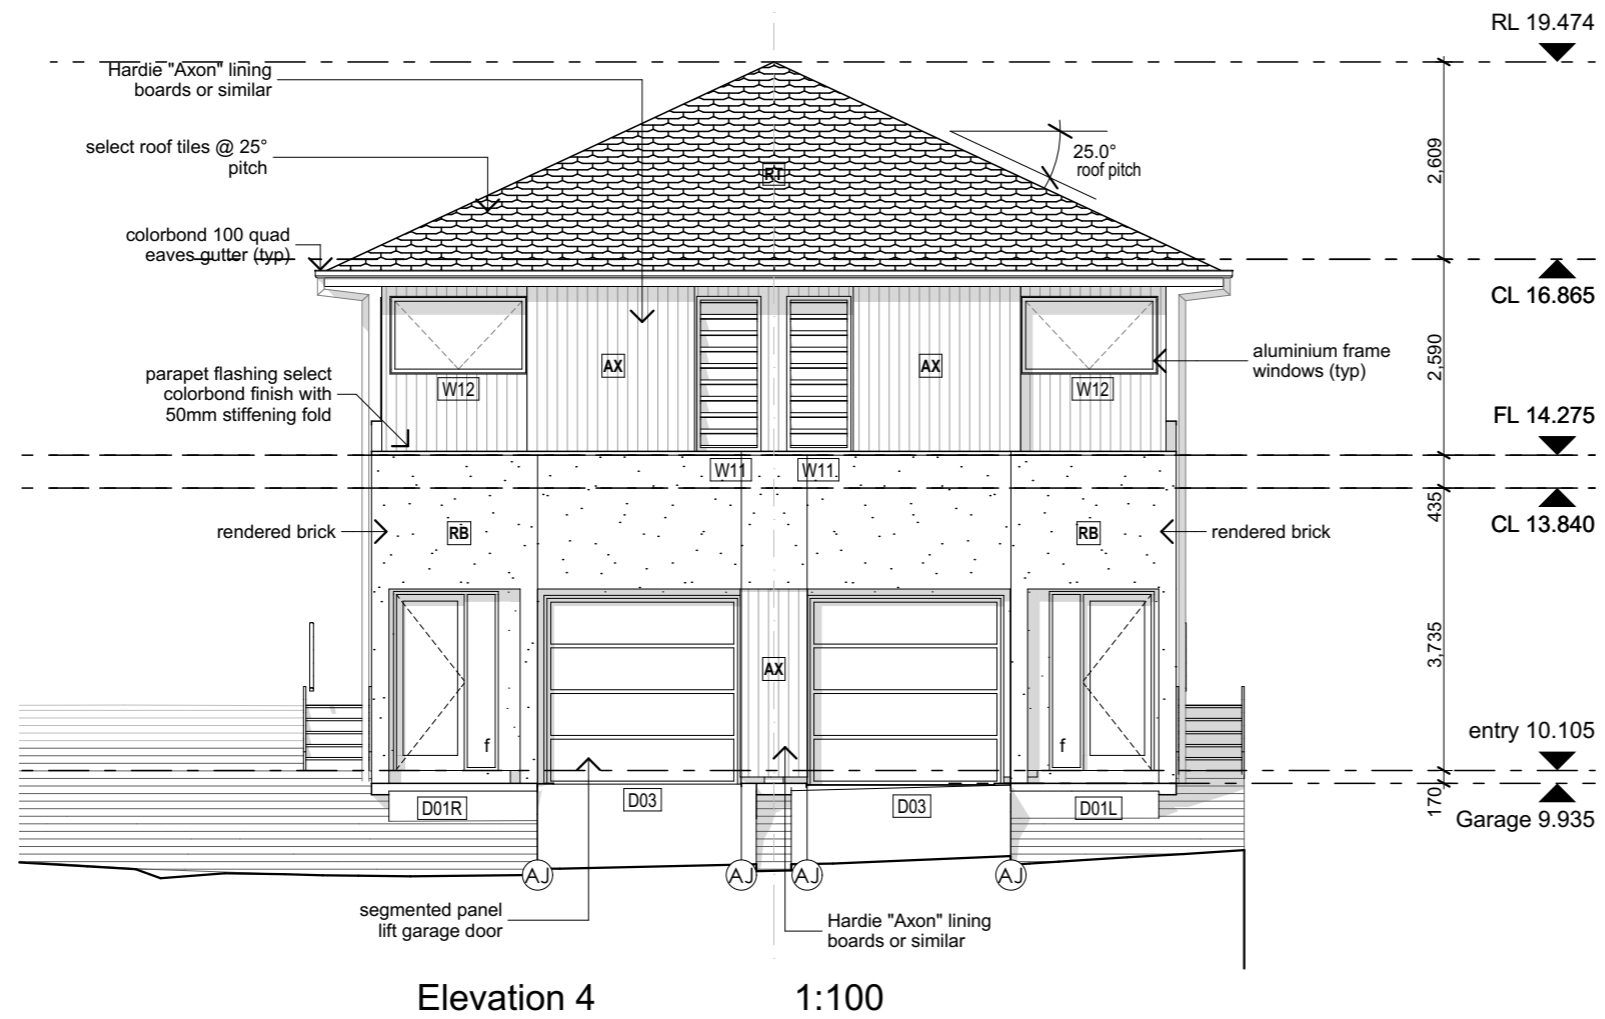 RL 19.474
Hardie "Axon" lining
boards or similar
select roof tiles @ 25°
pitch
25.0°
roof pitch
2,609
RT
colorbond 100 quad
eaves gutter (typ)
CL 16.865
AX
AX
aluminium frame
windows (typ)
2,590
W12
W12
parapet flashing select
colorbond finish with
50mm stiffening fold
FL 14.275
W11
W11
435
CL 13.840
rendered brick
RB
RB
rendered brick
3,735
AX
entry 10.105
f
f
170
D01R
D03
D03
D01L
Garage 9.935
AJ
AJ
AJ
AJ
segmented panel
lift garage door
Hardie "Axon" lining
boards or similar
Elevation 4
1:100